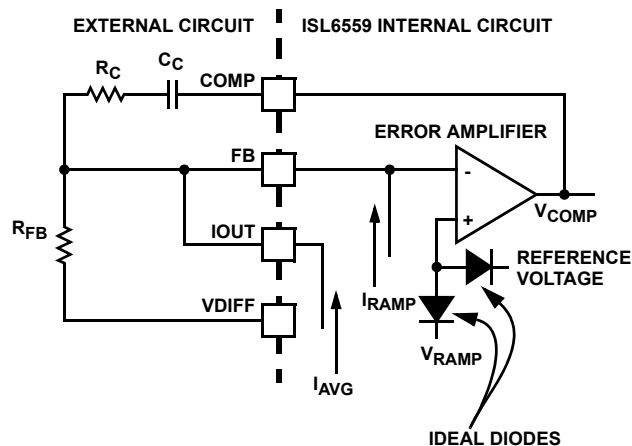 EXTERNAL CIRCUIT
ISL6559 INTERNAL CIRCUIT
RC
CC
COMP
ERROR AMPLIFIER
FB
-
+
VCOMP
RFB
IOUT
REFERENCE
VOLTAGE
IRAMP
VDIFF
VRAMP
IAVG
IDEAL DIODES